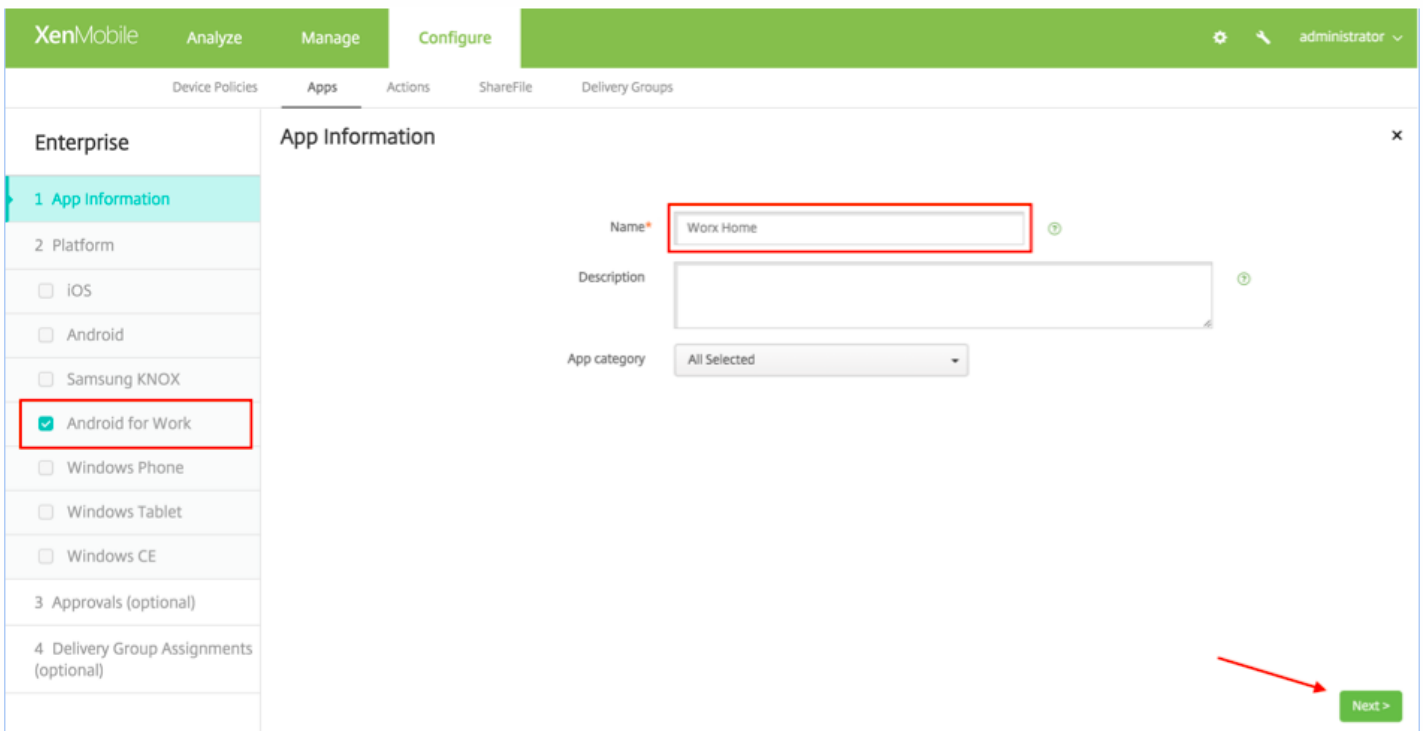 XenMobile Analyze Manage Configure administrator
Device Policies Apps Actions ShareFile Delivery Groups
Enterprise
1 App Information
2 Platform
iOS
Android
Samsung KNOX
Android for Work
Windows Phone
Windows Tablet
Windows CE
3 Approvals (optional)
4 Delivery Group Assignments
(optional)
App Information
Name* Worx Home
Description
App category All Selected
Next >